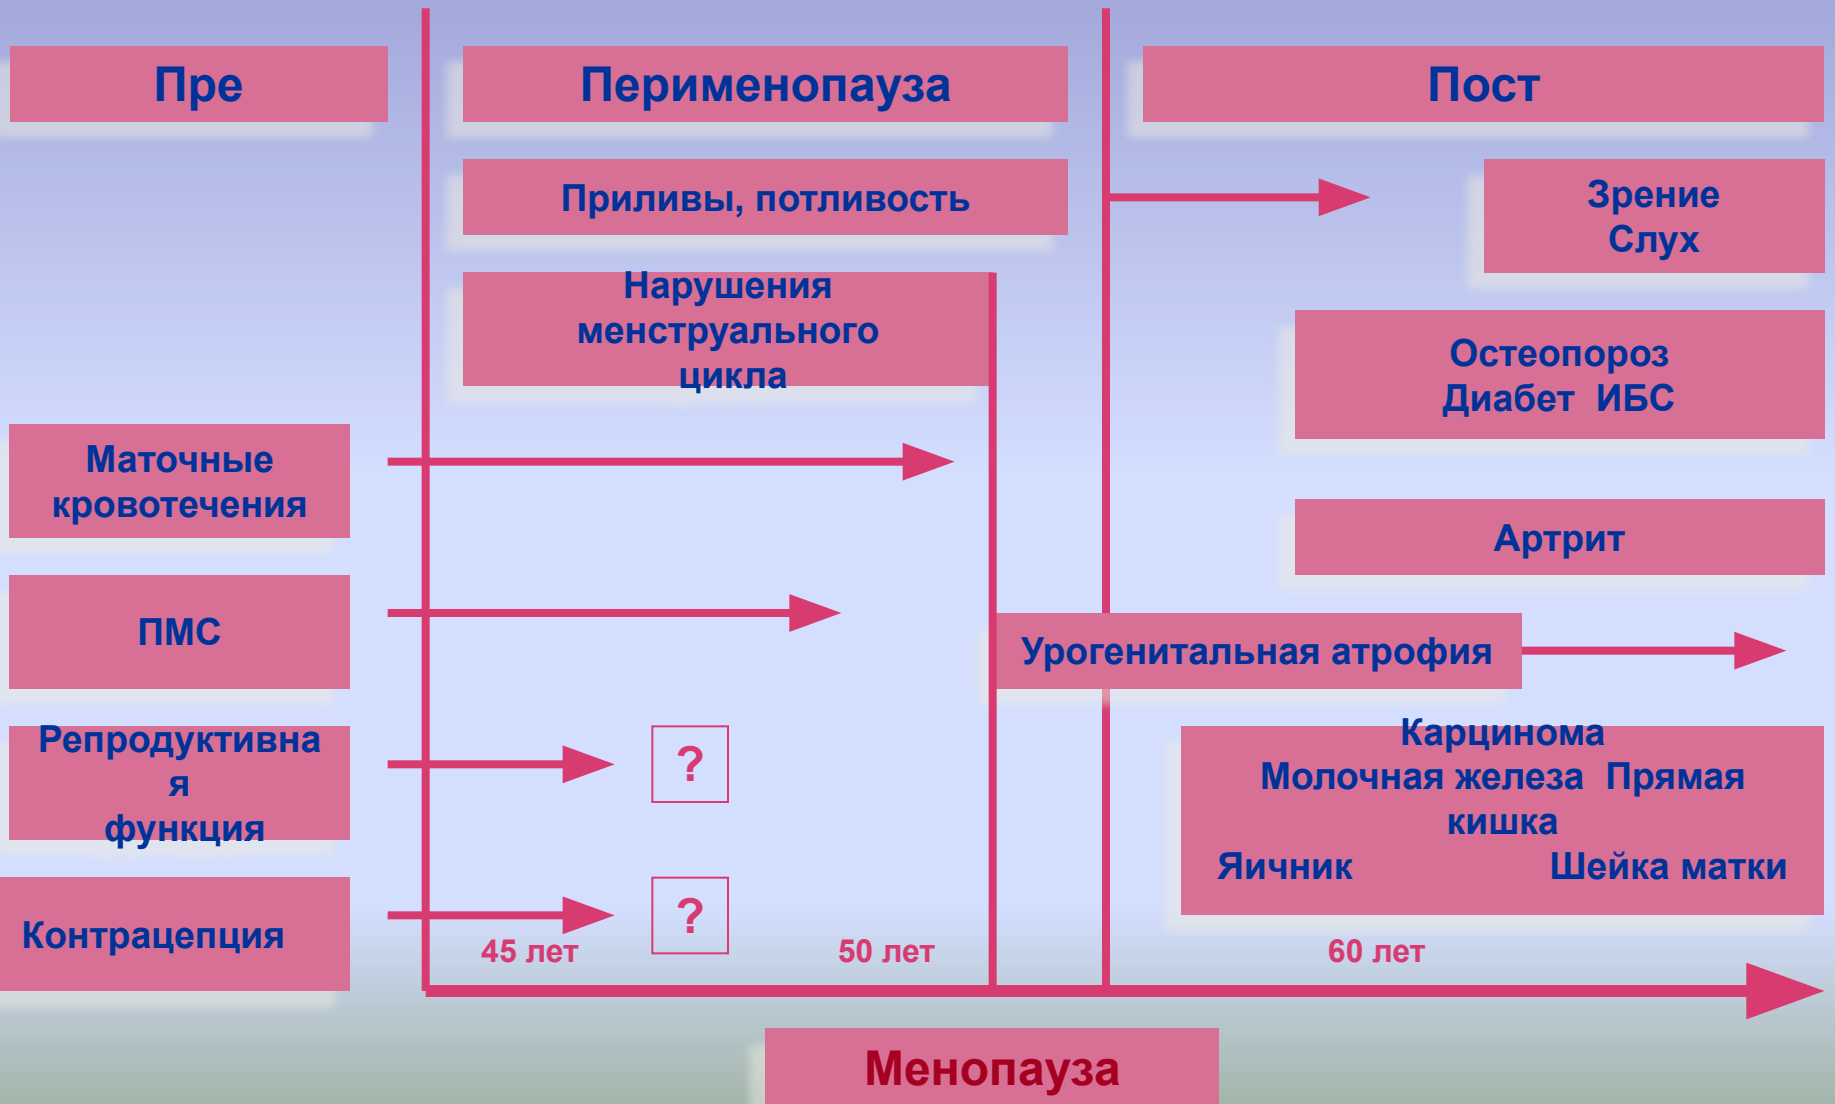 Пре
Перименопауза
Пост
Приливы, потливость
Зрение
Слух
Нарушения
менструального
цикла
Остеопороз
Диабет  ИБС
Маточные
кровотечения
Артрит
ПМС
Урогенитальная атрофия
Репродуктивна
я
функция
?
Карцинома
Молочная железа  Прямая
кишка
Яичник Шейка матки
Контрацепция
?
45 лет
50 лет
60 лет
Менопауза